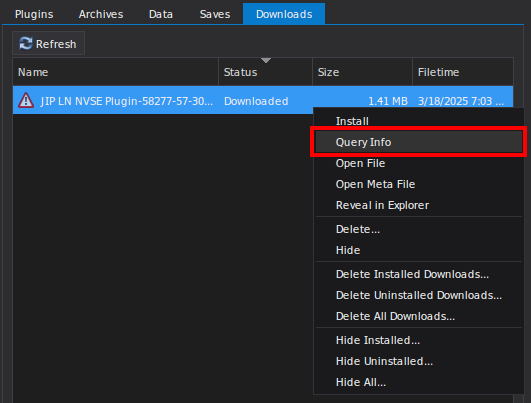 Plugins Archives Data Saves Downloads
Refresh
Name Status Size Filetime
JIP LN NVSE Plugin-58277-57-30... Downloaded 1.41 MB 3/18/2025 7:03 ...
Install
Query Info
Open File
Open Meta File
Reveal in Explorer
Delete...
Hide
Delete Installed Downloads...
Delete Uninstalled Downloads...
Delete All Downloads...
Hide Installed...
Hide Uninstalled...
Hide All...